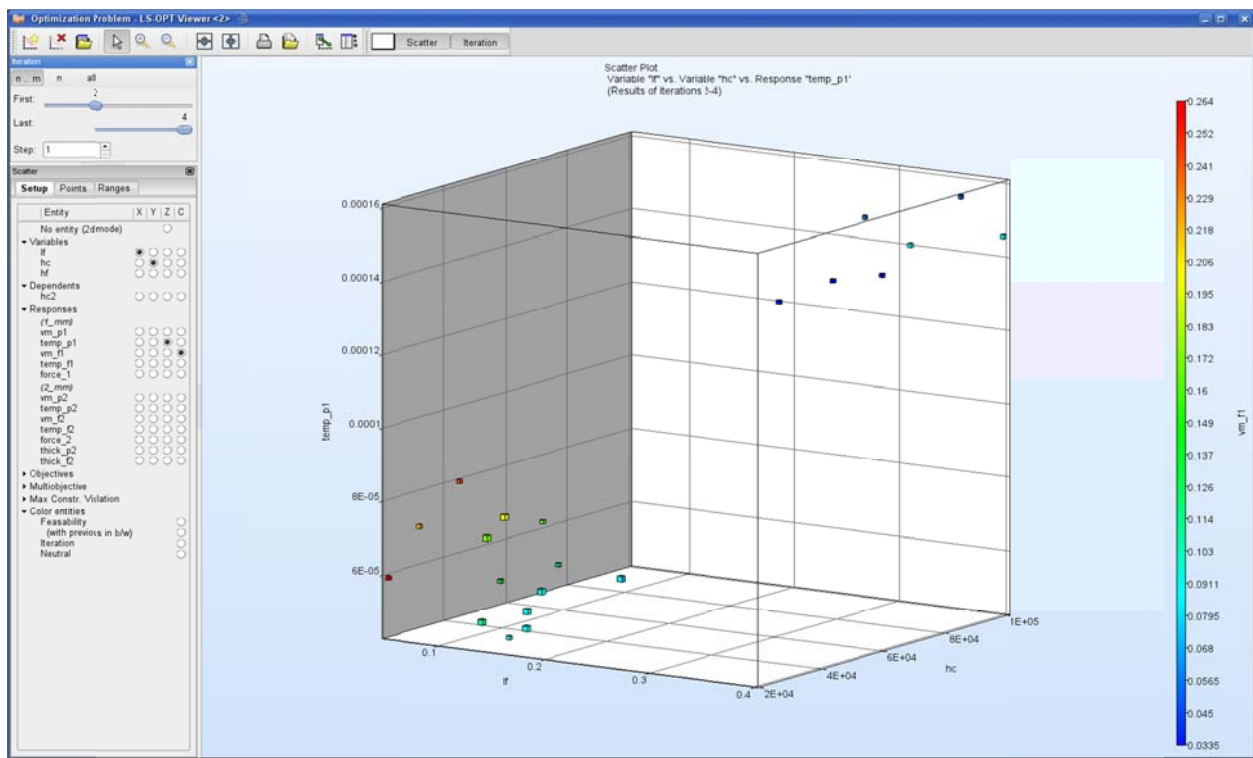 Optimization Problem - LS-OPT Viewer <2>
Scatter
Iteration
Iteration
n .. m n all
First: 2
Last: 4
Step: 1
Scatter
Setup Points Ranges
Entity X Y Z C
No entity (2d mode)
Variables
lf
hc
hf
Dependents
hc2
Responses
(1_mm)
vm_p1
temp_p1
vm_f1
temp_f1
force_1
(2_mm)
vm_p2
temp_p2
vm_f2
temp_f2
force_2
thick_p2
thick_f2
Objectives
Multiobjective
Max Constr. Violation
Color entities
Feasability
(with previous in b/w)
Iteration
Neutral
Scatter Plot
Variable "lf" vs. Variable "hc" vs. Response "temp_p1"
(Results of Iterations 2-4)
0.00016
0.00014
0.00012
0.0001
8E-05
6E-05
temp_p1
0.1
0.2
0.3
0.4
lf
2E+04
4E+04
6E+04
8E+04
1E+05
hc
0.264
0.252
0.241
0.229
0.218
0.206
0.195
0.183
0.172
0.16
0.149
0.137
0.126
0.114
0.103
0.0911
0.0795
0.068
0.0565
0.045
0.0335
vm_f1